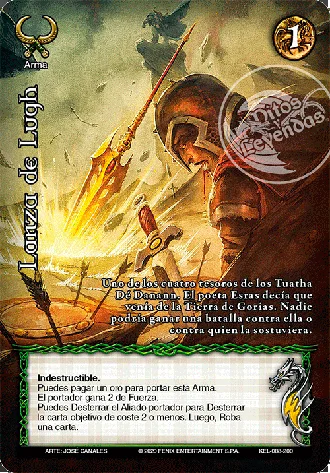 Arma
1
Mitos y Leyendas
Lanza de Lugh
Uno de los cuatro tesoros de los Tuatha
Dé Danann. El poeta Esras decía que
venía de la Tierra de Gorias. Nadie
podría ganar una batalla contra ella o
contra quien la sostuviera.
Indestructible.
Puedes pagar un oro para portar esta Arma.
El portador gana 2 de Fuerza.
Puedes Desterrar el Aliado portador para Desterrar
la carta objetivo de coste 2 o menos. Luego, Roba
una carta.
ARTE: JOSE CANALES
FENIX ENTERTAINMENT S.P.A.